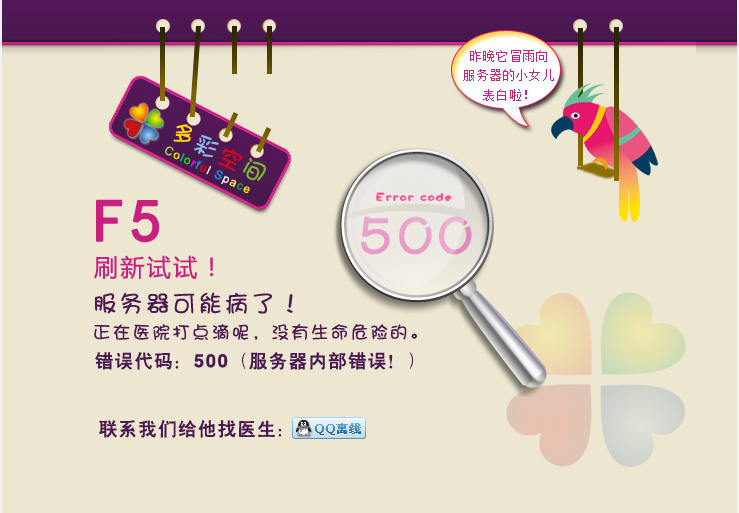 昨晚它冒雨向
服务器的小女儿
表白啦！
多彩空间
Colorful Space
Error code
500
F5
刷新试试！
服务器可能病了！
正在医院打点滴呢，没有生命危险的。
错误代码：500（服务器内部错误！）
联系我们给他找医生：
QQ离线